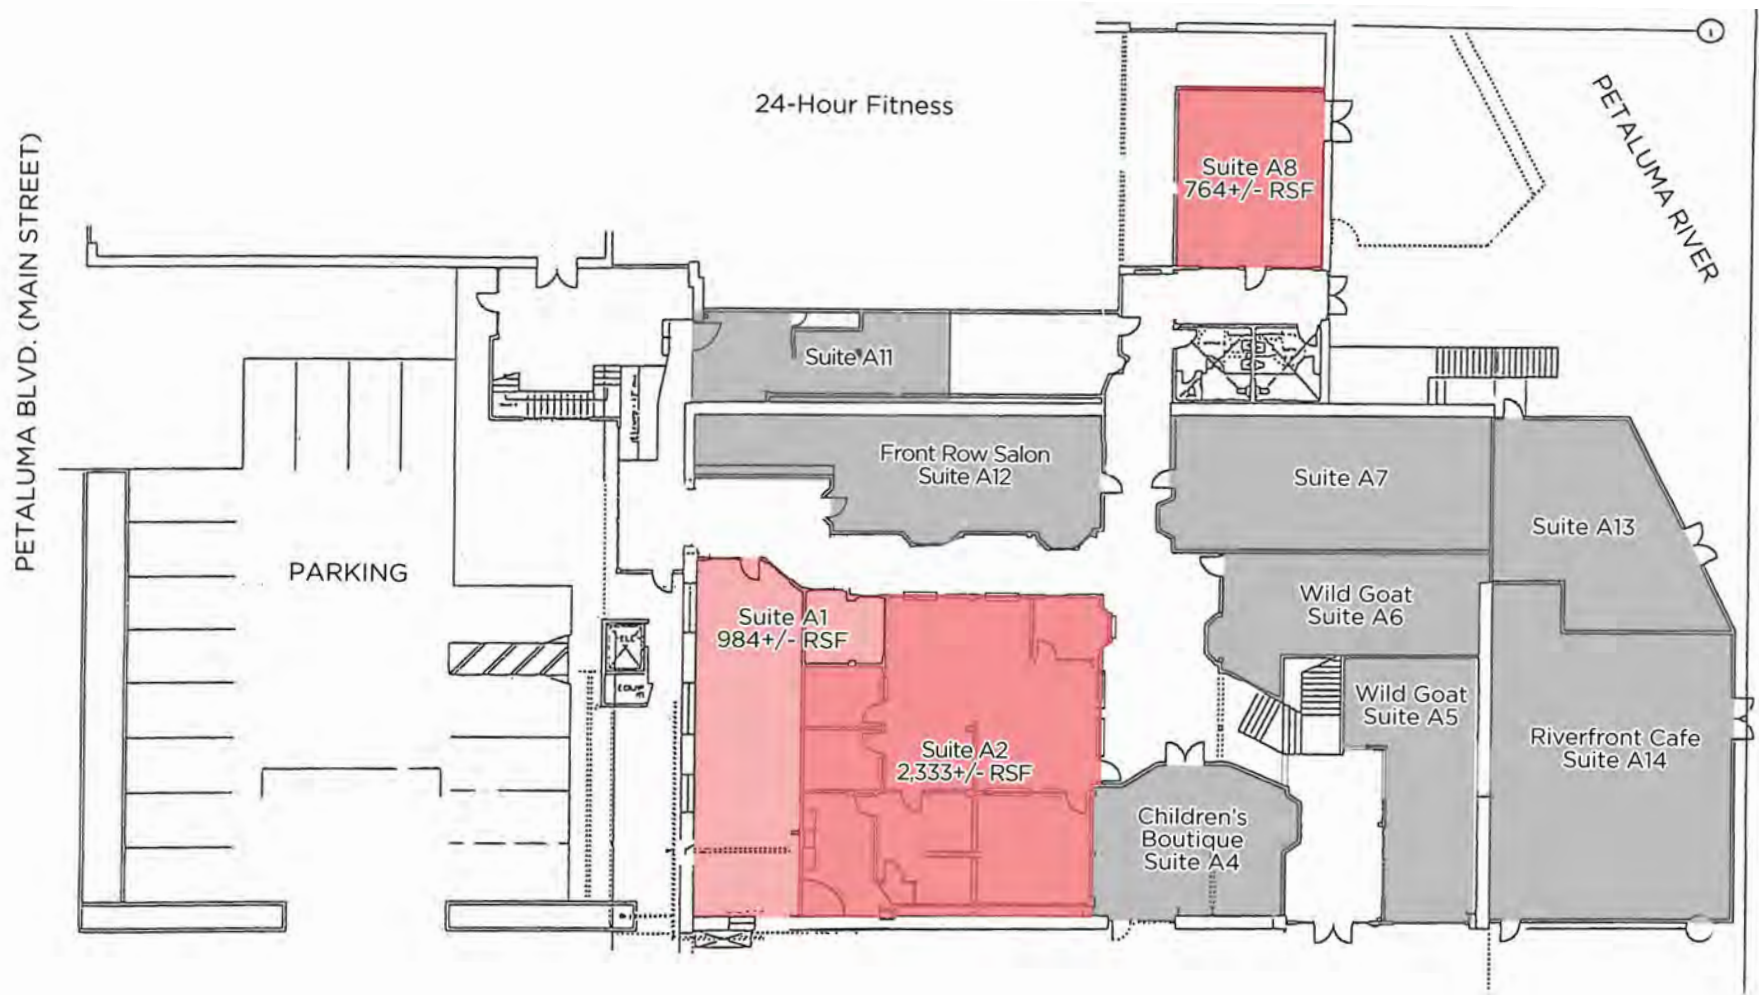 PETALUMA BLVD. (MAIN STREET)
24-Hour Fitness
PETALUMA RIVER
1
Suite A8
764+/- RSF
Suite A11
Front Row Salon
Suite A12
Suite A7
Suite A13
PARKING
Wild Goat
Suite A6
Suite A1
984+/- RSF
Wild Goat
Suite A5
Suite A2
2,333+/- RSF
Riverfront Cafe
Suite A14
Children's
Boutique
Suite A4